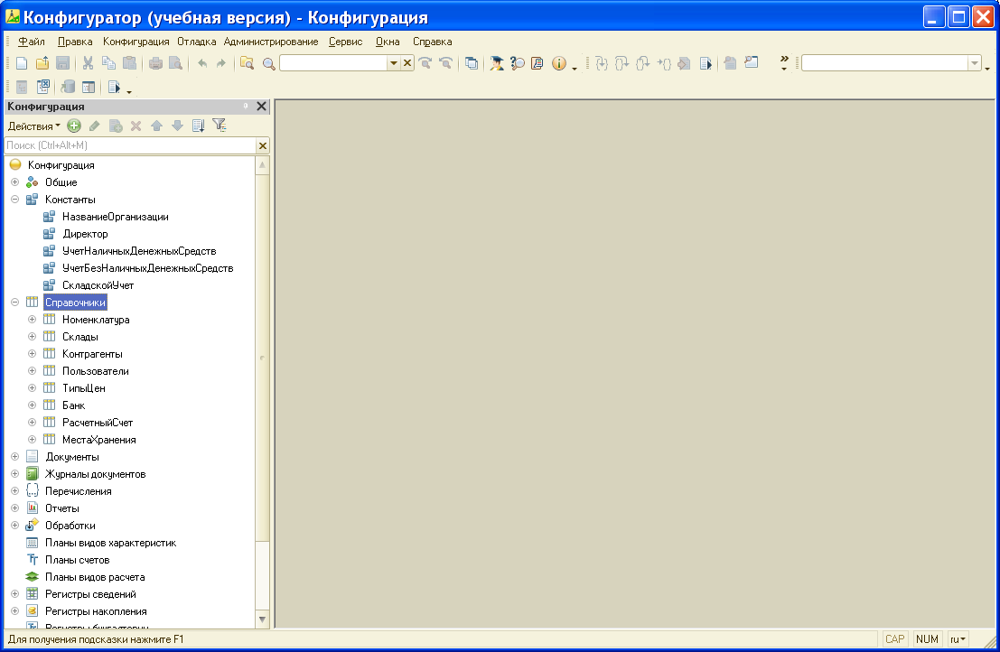 Конфигуратор (учебная версия) - Конфигурация
Файл Правка Конфигурация Отладка Администрирование Сервис Окна Справка
Конфигурация
Действия
Поиск (Ctrl+Alt+M)
Конфигурация
Общие
Константы
НазваниеОрганизации
Директор
УчетНаличныхДенежныхСредств
УчетБезНаличныхДенежныхСредств
СкладскойУчет
Справочники
Номенклатура
Склады
Контрагенты
Пользователи
ТипыЦен
Банк
РасчетныйСчет
МестаХранения
Документы
Журналы документов
Перечисления
Отчеты
Обработки
Планы видов характеристик
Планы счетов
Планы видов расчета
Регистры сведений
Регистры накопления
Регистры бухгалтерии
Для получения подсказки нажмите F1 CAP NUM ru